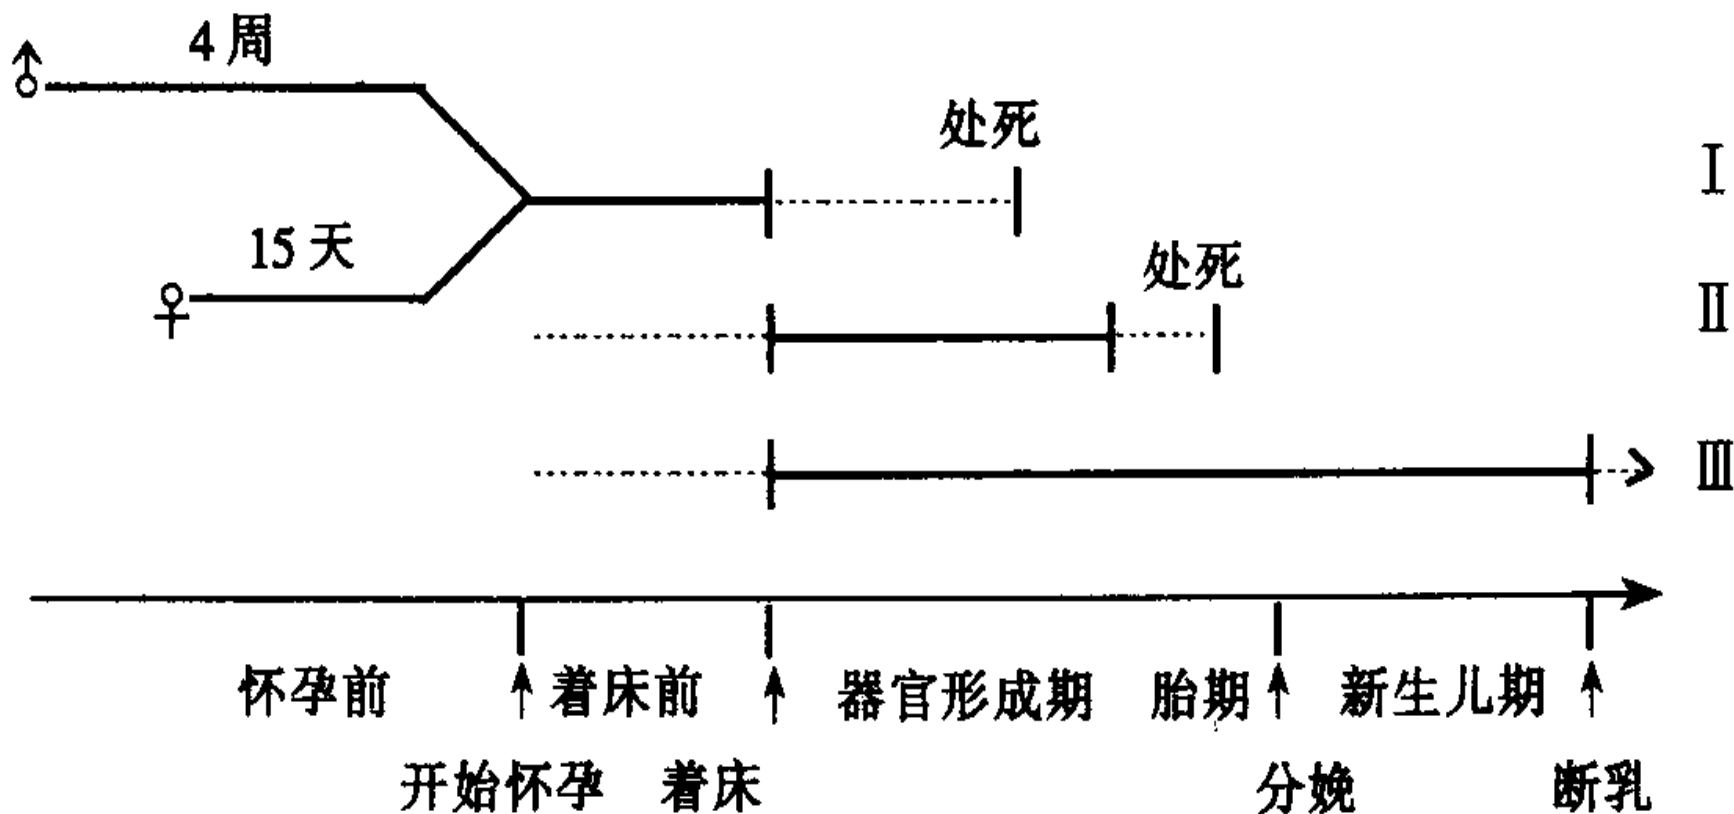 4周
处死
Ⅰ
15天
处死
Ⅱ
Ⅲ
怀孕前 着床前 器官形成期 胎期 新生儿期
开始怀孕 着床 分娩 断乳